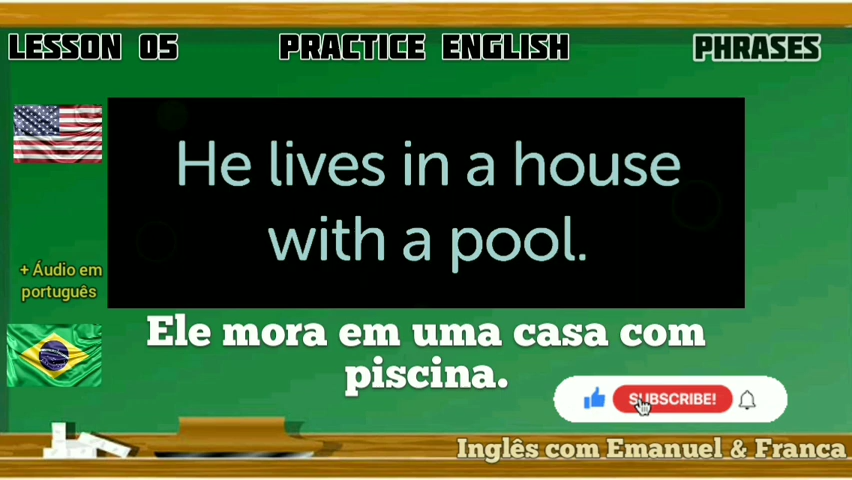 LESSON 05
PRACTICE ENGLISH
PHRASES
He lives in a house
with a pool.
+ Áudio em
português
Ele mora em uma casa com
piscina.
SUBSCRIBE!
Inglês com Emanuel & Franca